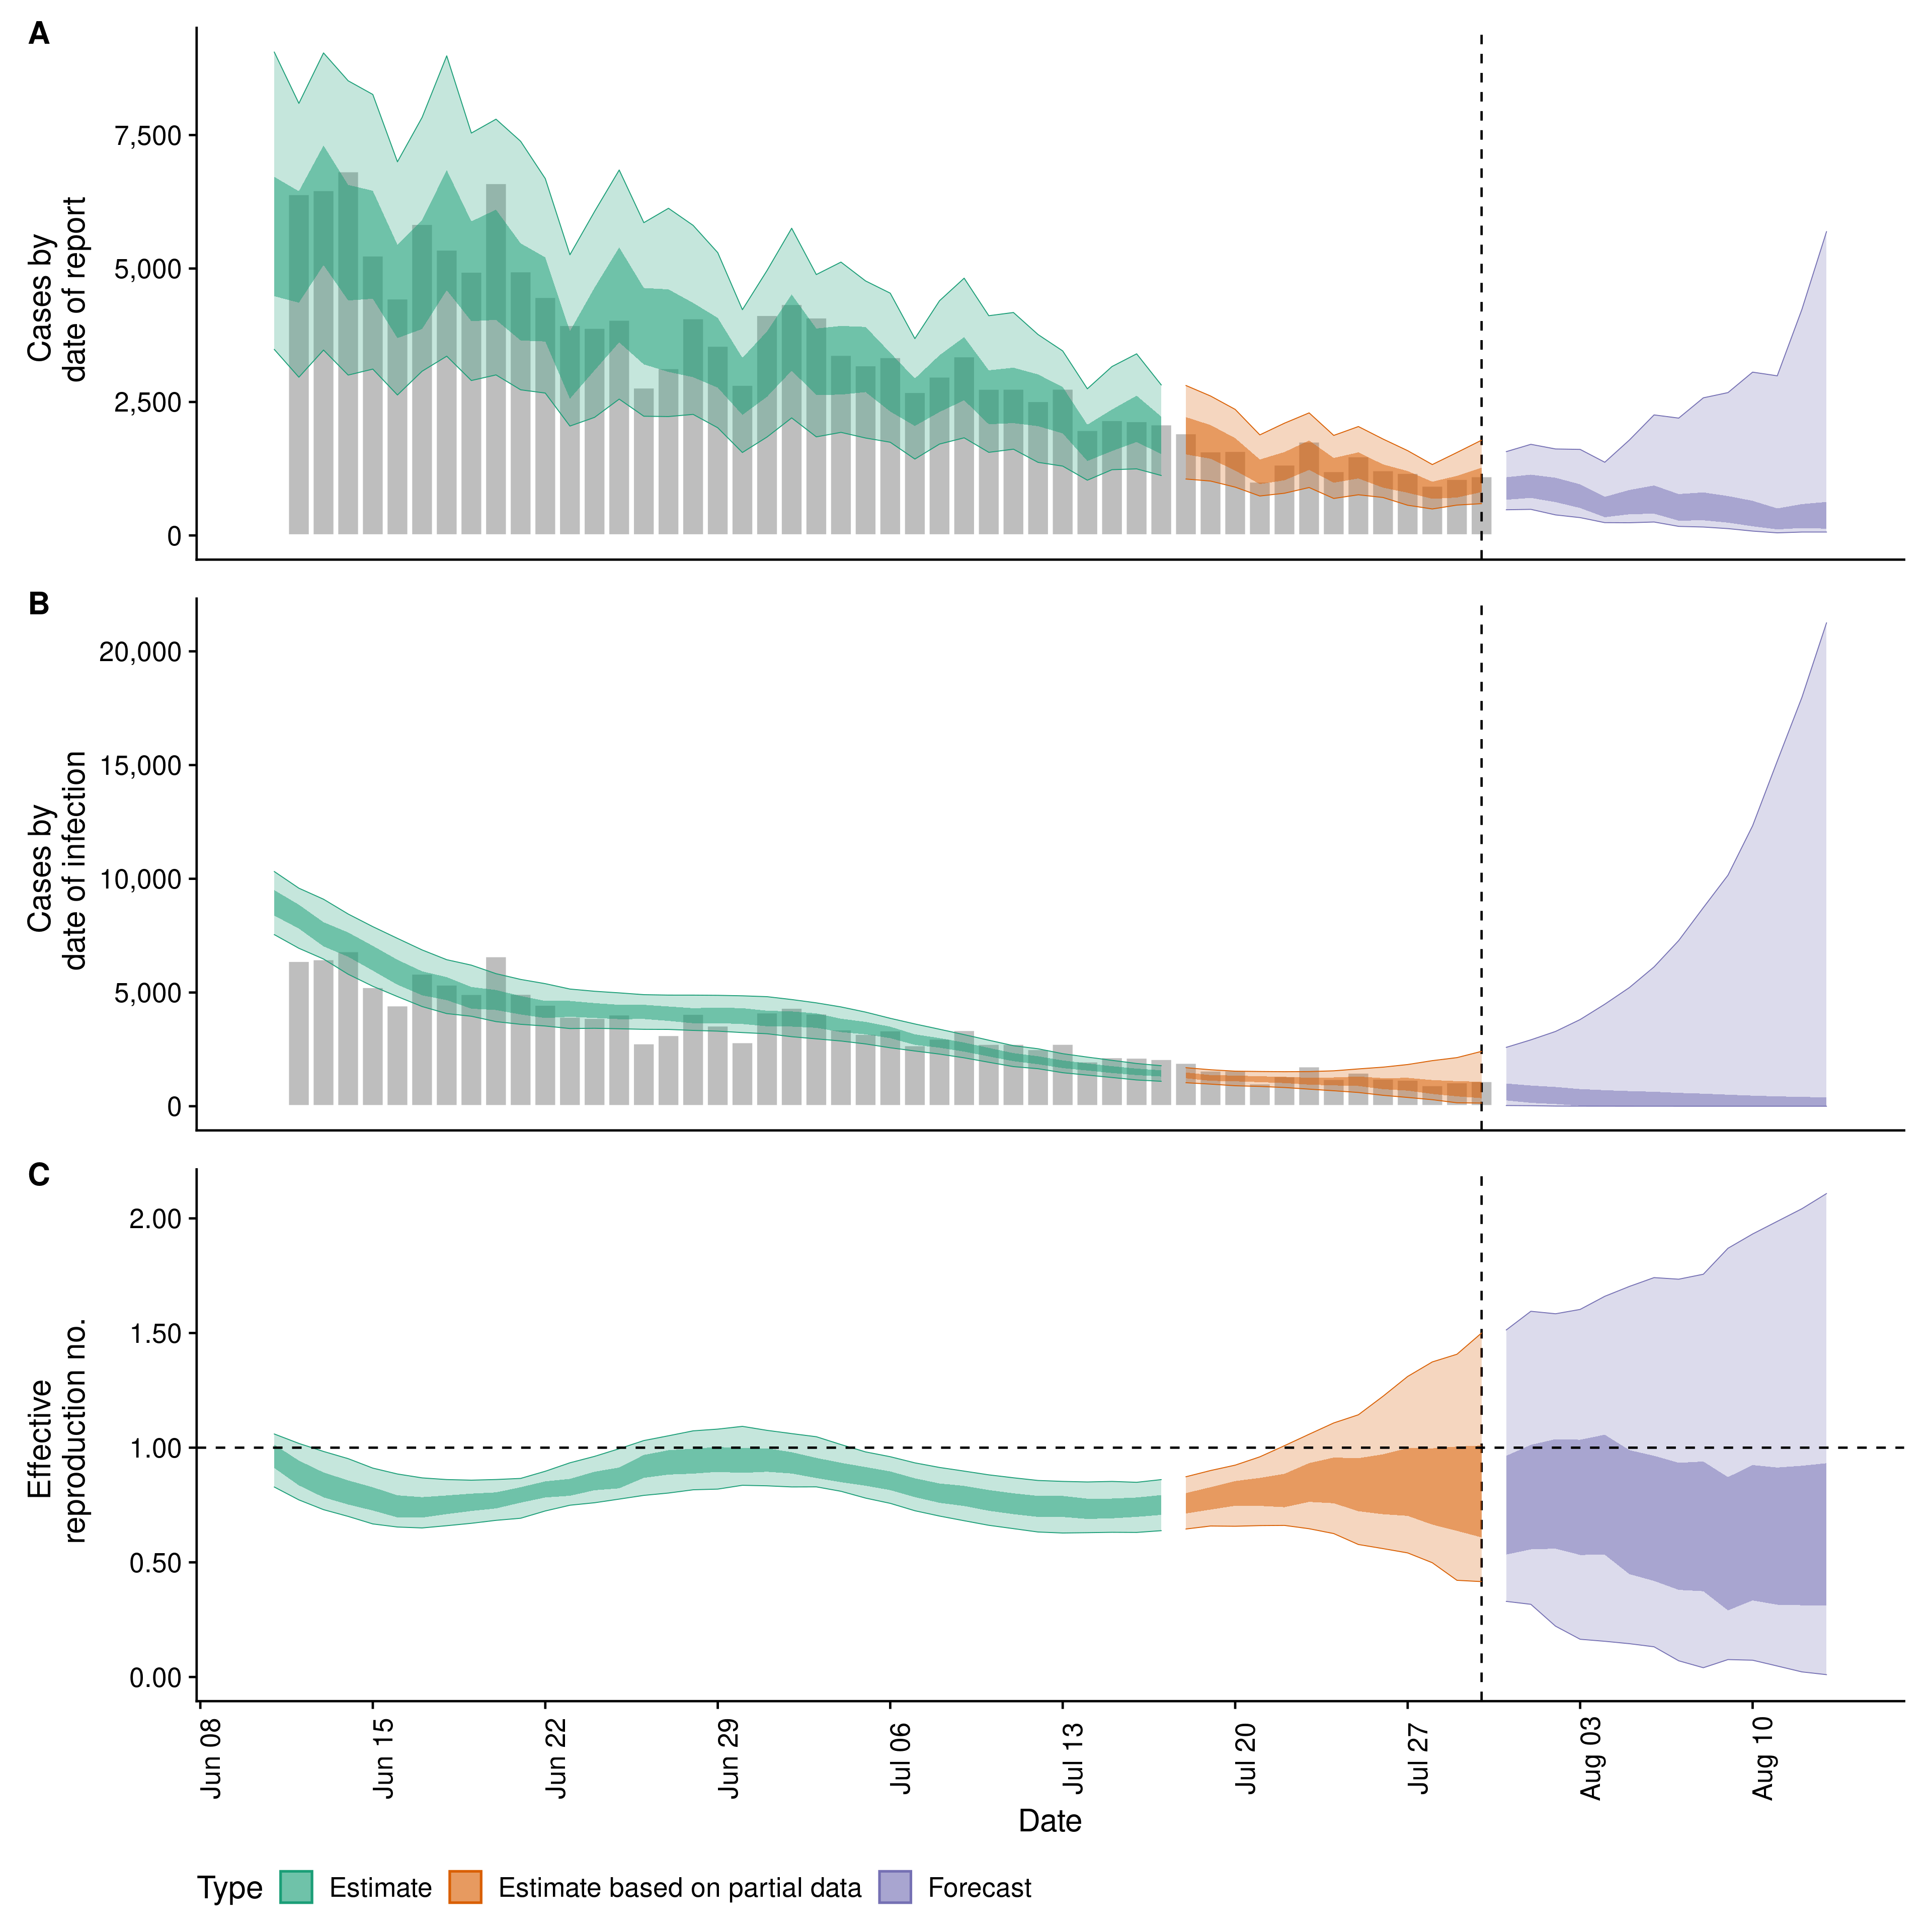 A
Cases by
date of report
7,500
5,000
2,500
0
B
Cases by
date of infection
20,000
15,000
10,000
5,000
0
C
Effective
reproduction no.
2.00
1.50
1.00
0.50
0.00
Jun 08
Jun 15
Jun 22
Jun 29
Jul 06
Jul 13
Jul 20
Jul 27
Aug 03
Aug 10
Date
Type Estimate Estimate based on partial data Forecast